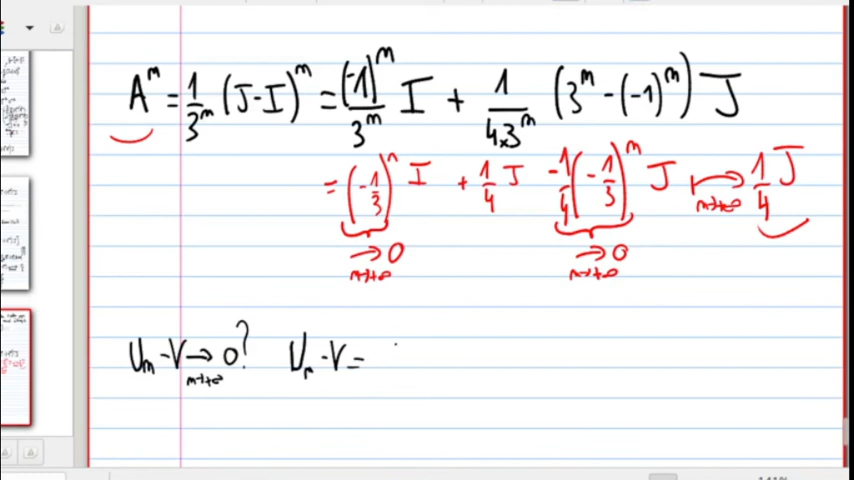 A^n = 1/3^n (J-I)^n = (-1)^n/3^n I + 1/(4×3^n) (3^n - (-1)^n) J
= (-1/3)^n I + 1/4 J - 1/4 (-1/3)^n J ↦ 1/4 J
n→+∞
→ 0 → 0
n→+∞ n→+∞
U_n - V → 0? U_n - V =
n→+∞